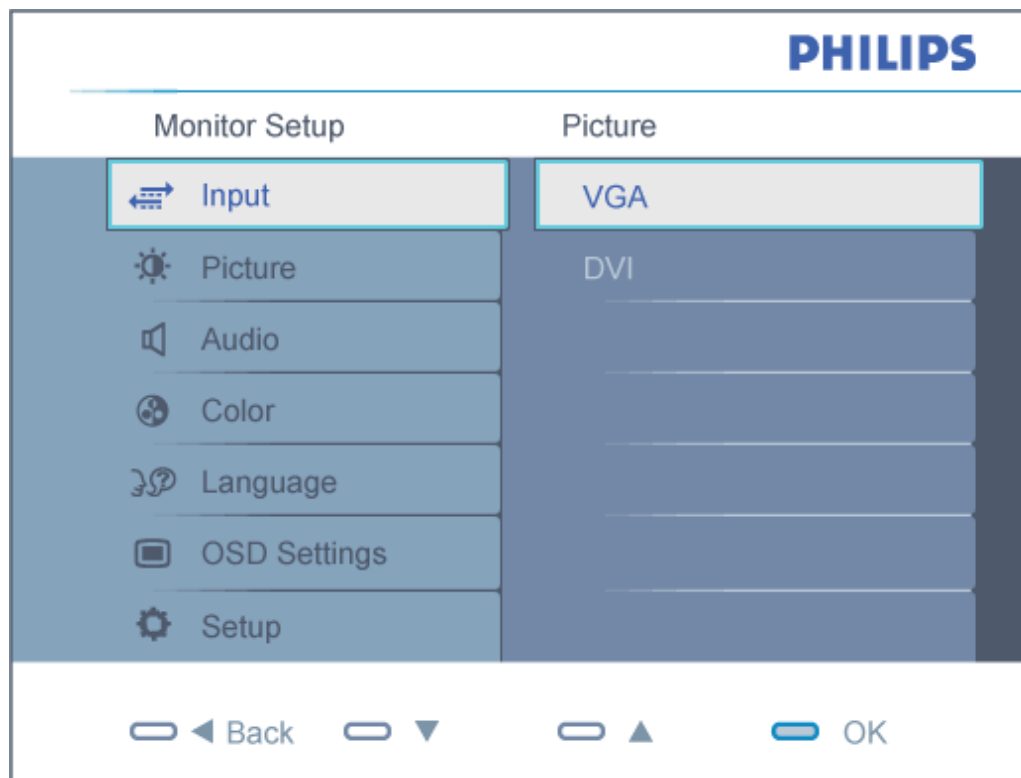 PHILIPS
Monitor Setup
Picture
Input
VGA
Picture
DVI
Audio
Color
Language
OSD Settings
Setup
Back
OK